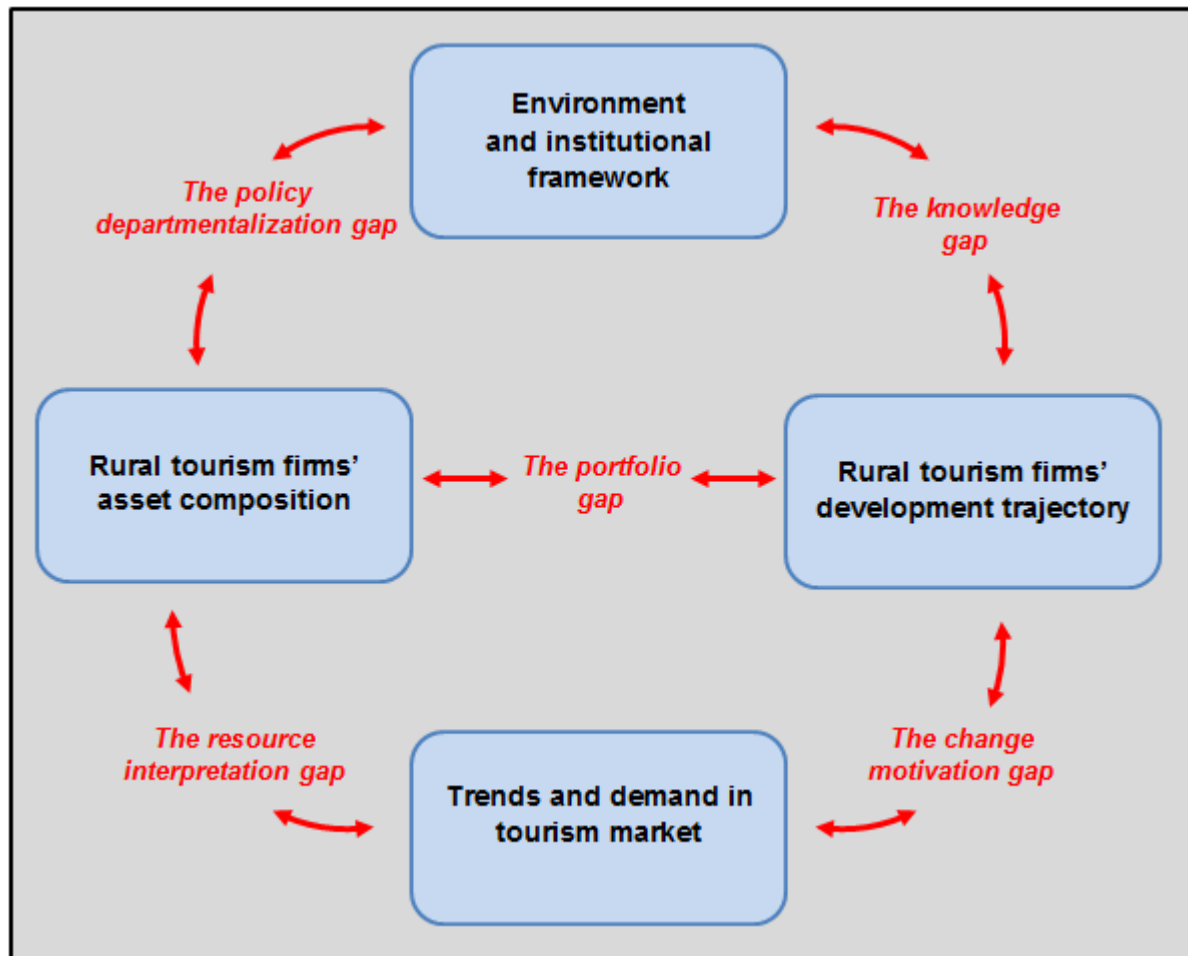 Environment
and institutional
framework
The policy
departmentalization gap
The knowledge
gap
Rural tourism firms’
asset composition
The portfolio
gap
Rural tourism firms’
development trajectory
The resource
interpretation gap
Trends and demand in
tourism market
The change
motivation gap